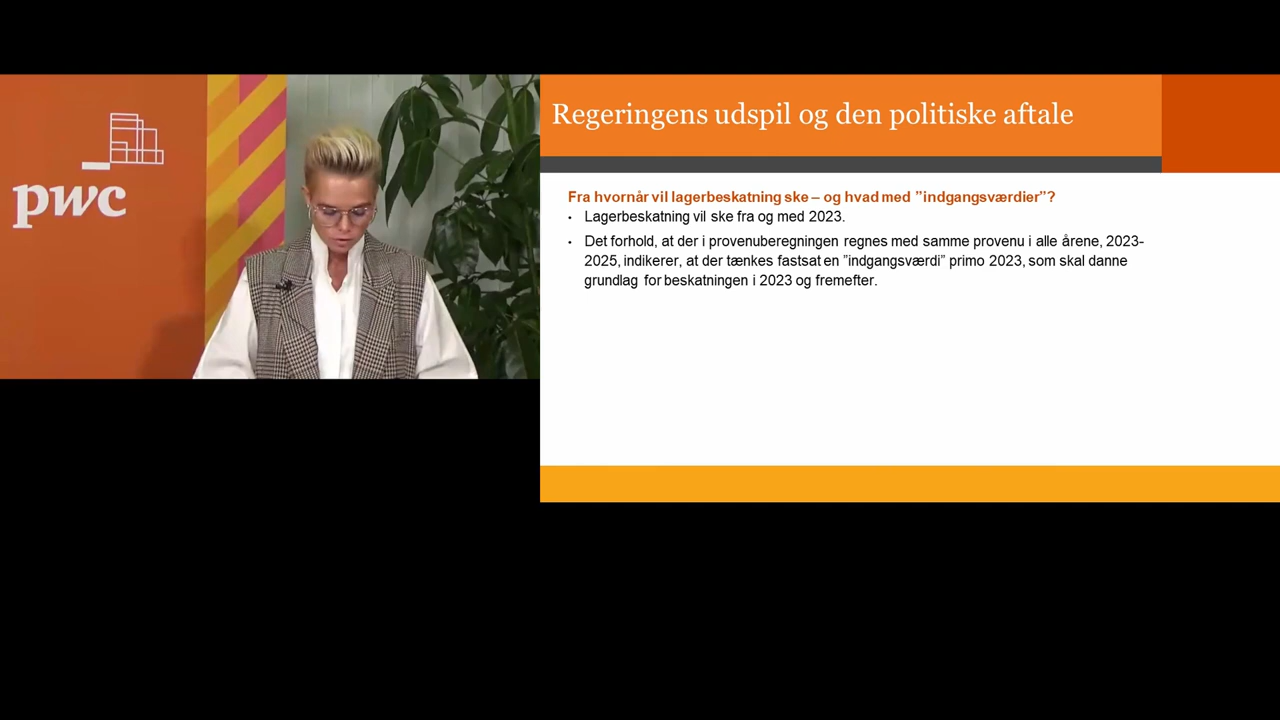 pwc
Regeringens udspil og den politiske aftale
Fra hvornår vil lagerbeskatning ske – og hvad med ”indgangsværdier”?
• Lagerbeskatning vil ske fra og med 2023.
• Det forhold, at der i provenuberegningen regnes med samme provenu i alle årene, 2023-
2025, indikerer, at der tænkes fastsat en ”indgangsværdi” primo 2023, som skal danne
grundlag for beskatningen i 2023 og fremefter.